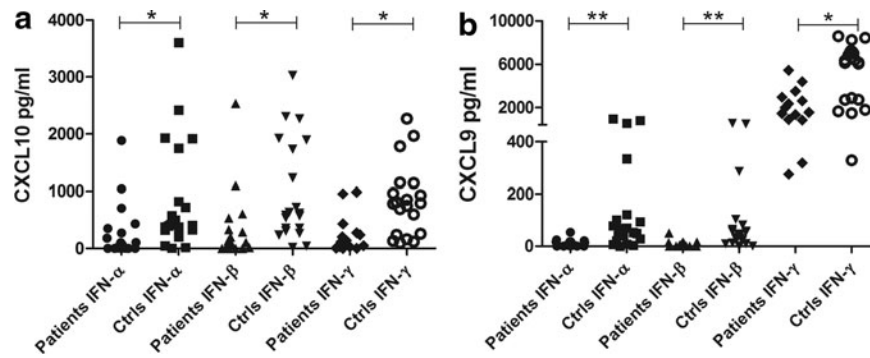 a
* * *
CXCL10 pg/ml
4000
3000
2000
1000
0
Patients IFN-α
Ctrls IFN-α
Patients IFN-β
Ctrls IFN-β
Patients IFN-γ
Ctrls IFN-γ
b
** ** *
CXCL9 pg/ml
10000
6000
2000
400
200
0
Patients IFN-α
Ctrls IFN-α
Patients IFN-β
Ctrls IFN-β
Patients IFN-γ
Ctrls IFN-γ